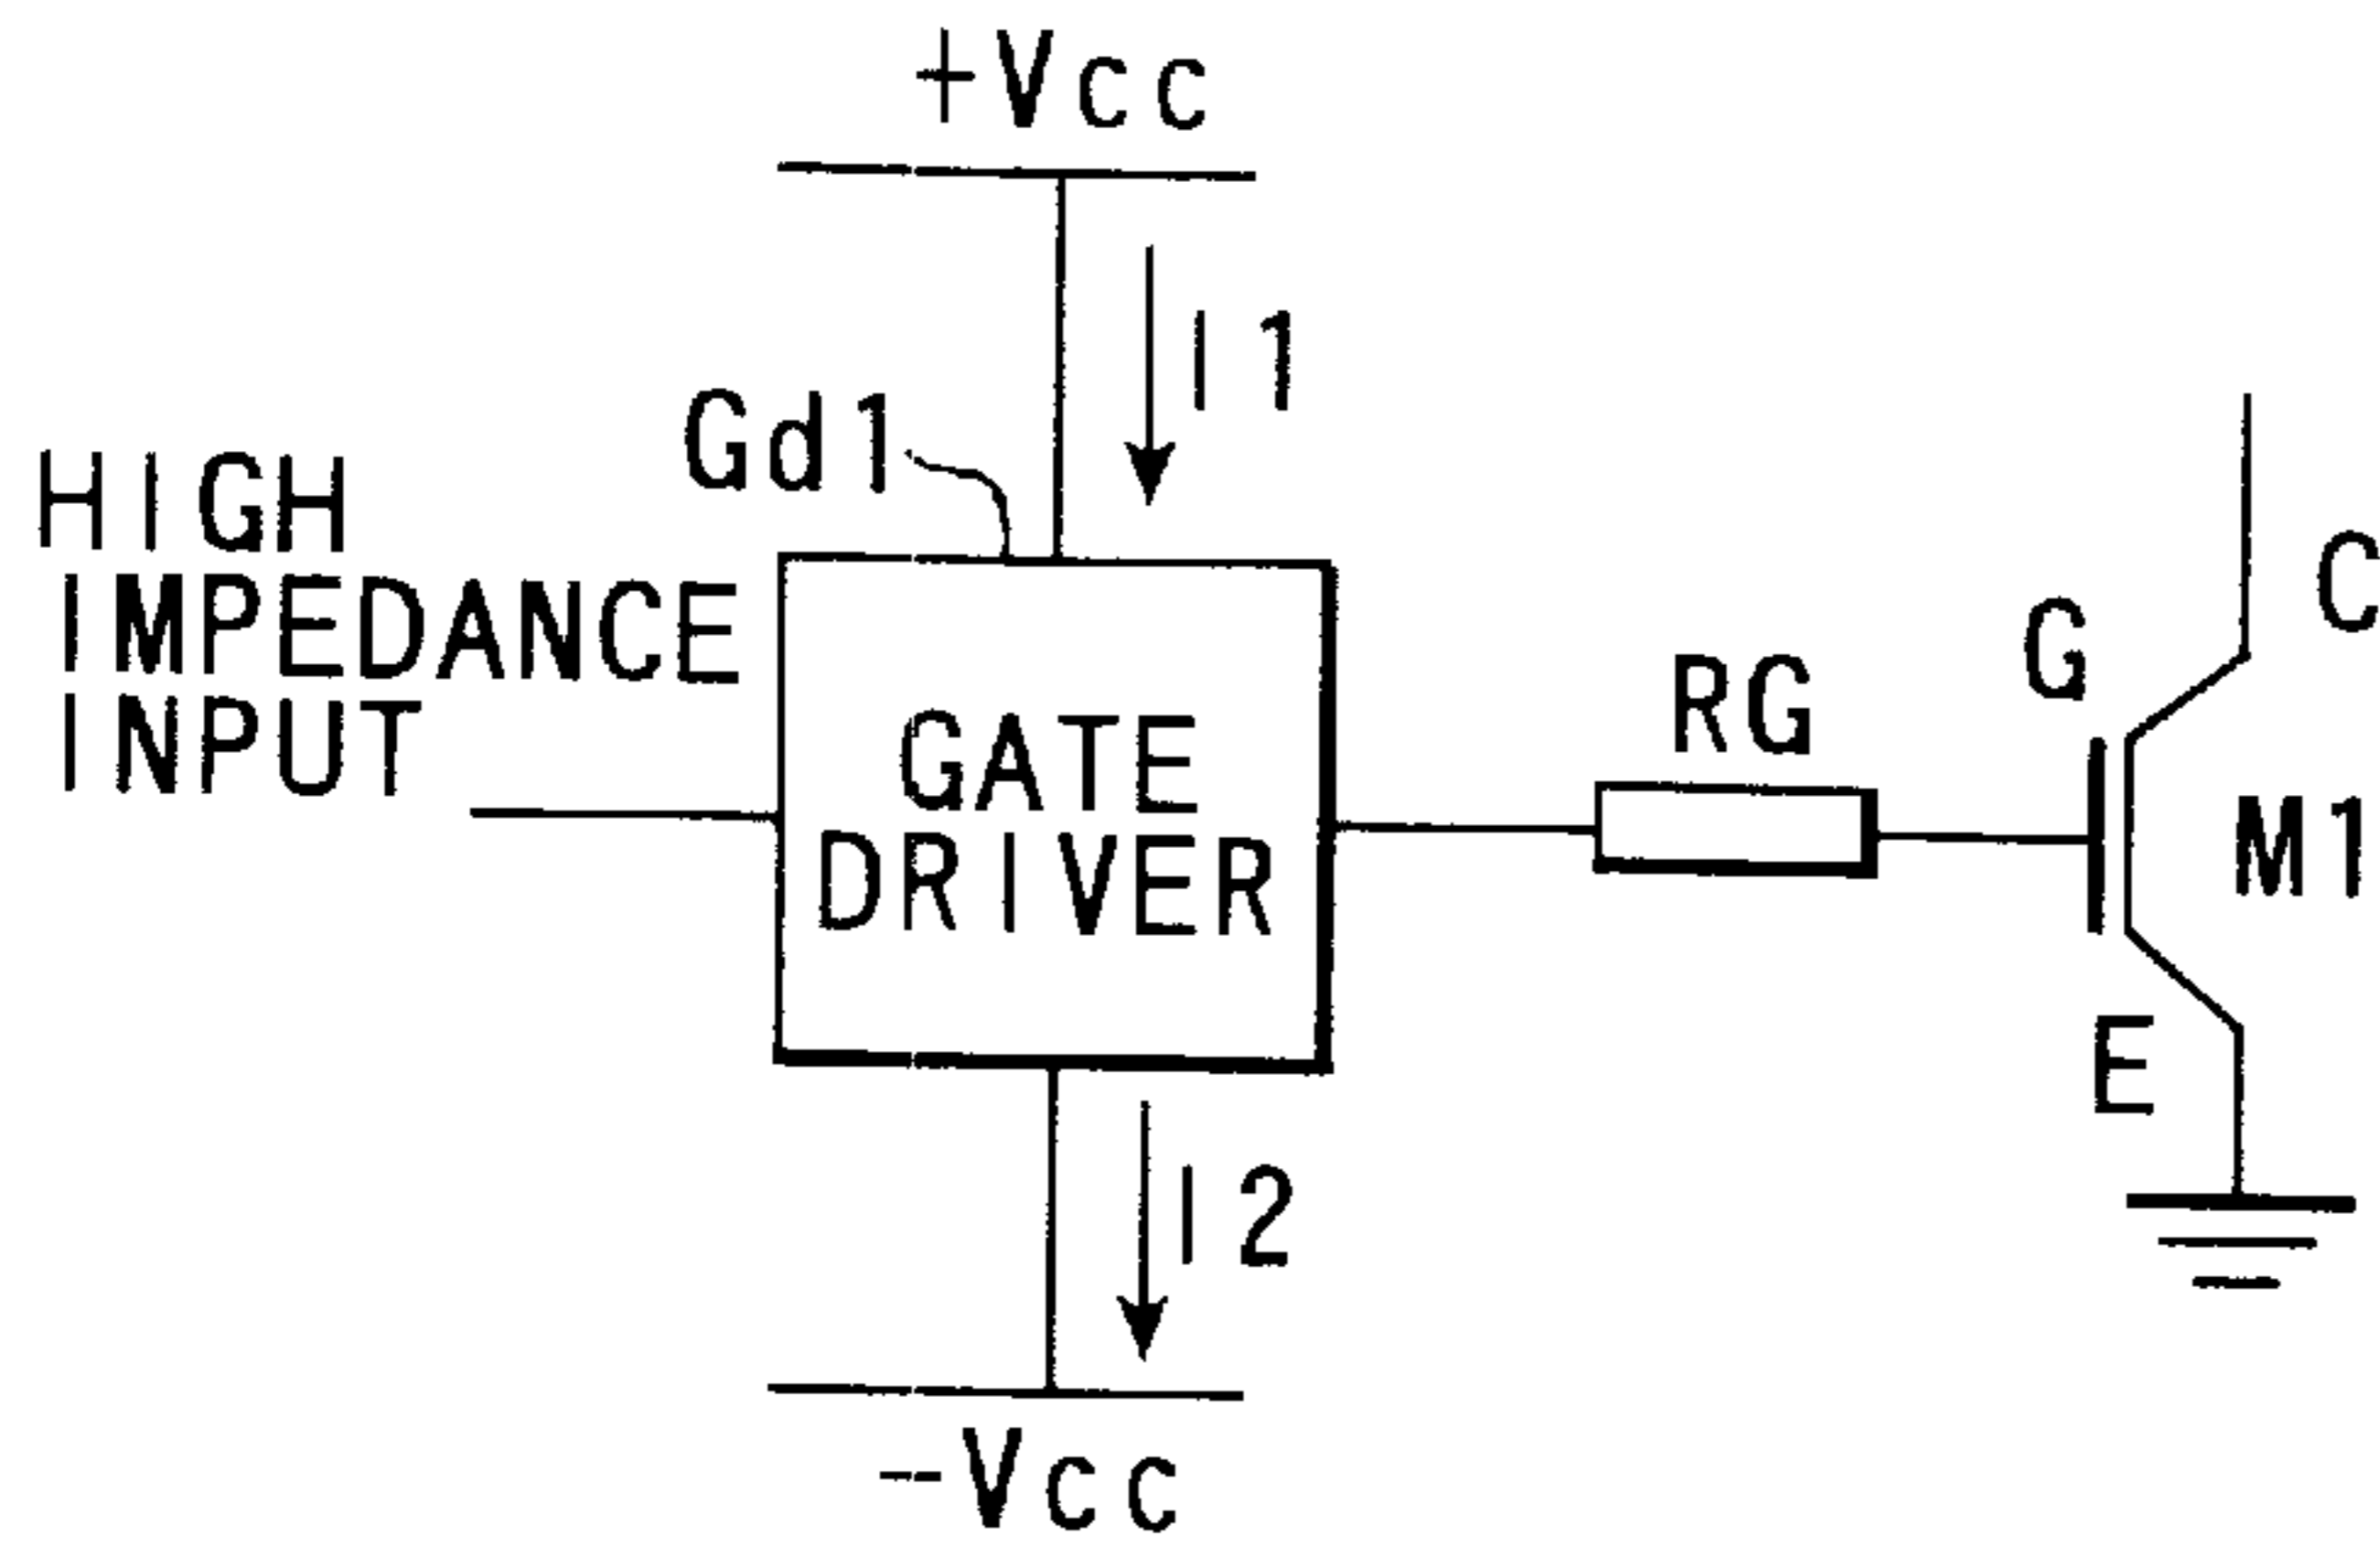 +Vcc
I1
Gd1
HIGH
IMPEDANCE
INPUT
C
G
RG
GATE
DRIVER
M1
E
I2
-Vcc